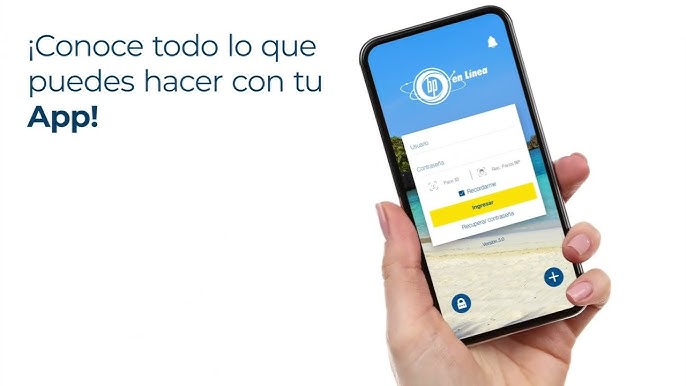 ¡Conoce todo lo que
puedes hacer con tu
App!
bp en Línea
Usuario
Contraseña
Face ID
Rec. Facial BP
Recordarme
Ingresar
Recuperar contraseña
Versión: 3.0